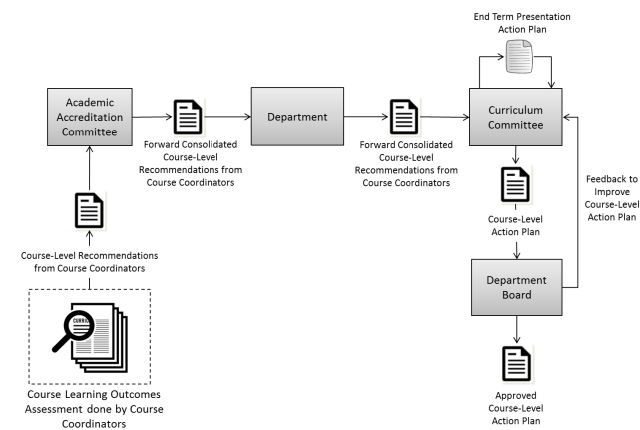 End Term Presentation
Action Plan
Academic
Accreditation
Committee
Department
Curriculum
Committee
Forward Consolidated
Course-Level
Recommendations from
Course Coordinators
Forward Consolidated
Course-Level
Recommendations from
Course Coordinators
Feedback to
Improve
Course-Level
Action Plan
Course-Level
Action Plan
Course-Level Recommendations
from Course Coordinators
Department
Board
CURRIC
Course Learning Outcomes
Assessment done by Course
Coordinators
Approved
Course-Level
Action Plan